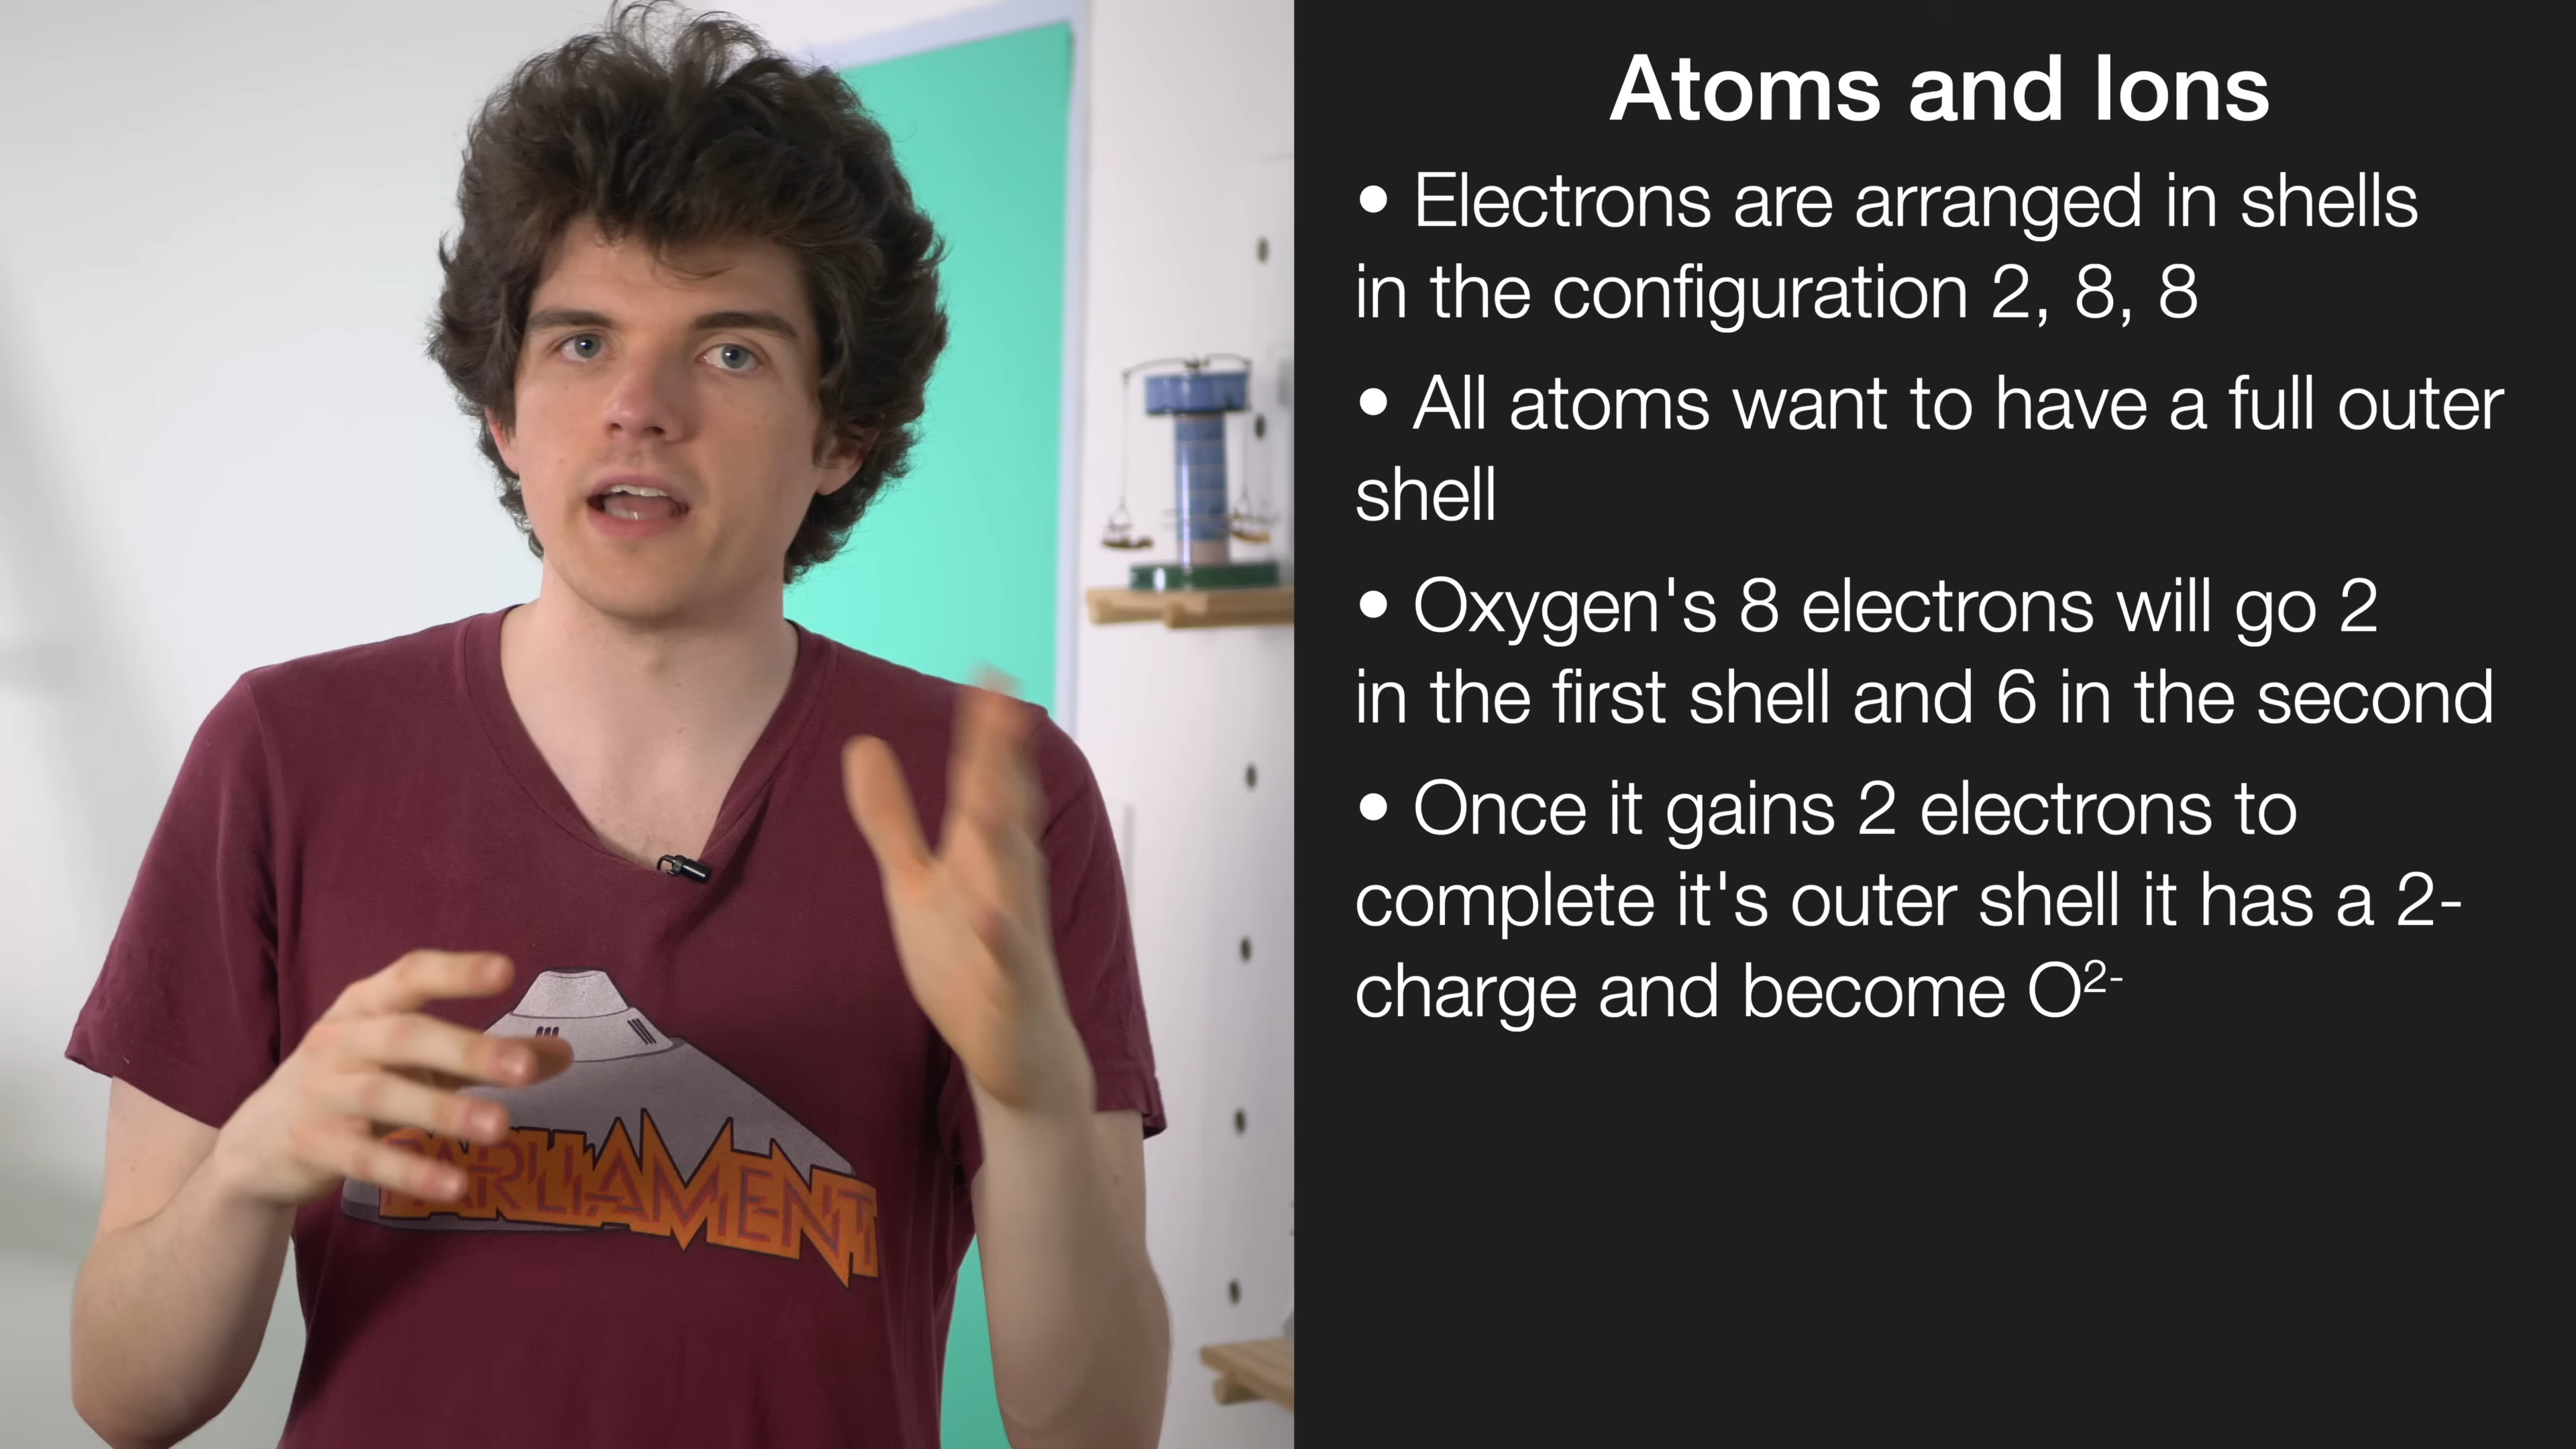 Atoms and Ions
• Electrons are arranged in shells
in the configuration 2, 8, 8
• All atoms want to have a full outer
shell
• Oxygen's 8 electrons will go 2
in the first shell and 6 in the second
• Once it gains 2 electrons to
complete it's outer shell it has a 2-
charge and become O²⁻
PARLIAMENT